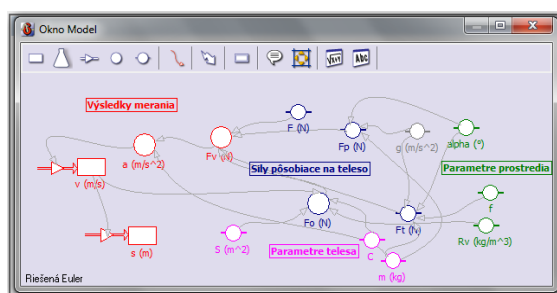 Okno Model
√x+y
Abc
Výsledky merania
F (N)
a (m/s^2)
Fv (N)
Fp (N)
g (m/s^2)
alpha (º)
v (m/s)
Sily pôsobiace na teleso
Parametre prostredia
f
Fo (N)
Ft (N)
Rv (kg/m^3)
s (m)
S (m^2)
Parametre telesa
C
m (kg)
Riešená Euler